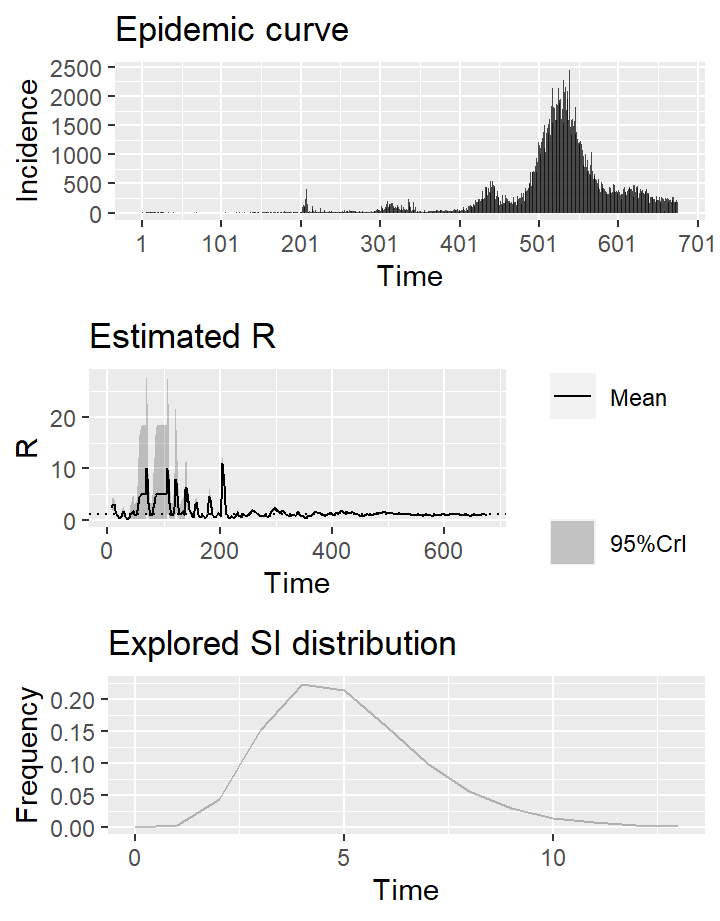 Epidemic curve
Incidence
2500
2000
1500
1000
500
0
1 101 201 301 401 501 601 701
Time
Estimated R
R
20
10
0
0 200 400 600
Time
Mean
95%CrI
Explored SI distribution
Frequency
0.20
0.15
0.10
0.05
0.00
0 5 10
Time